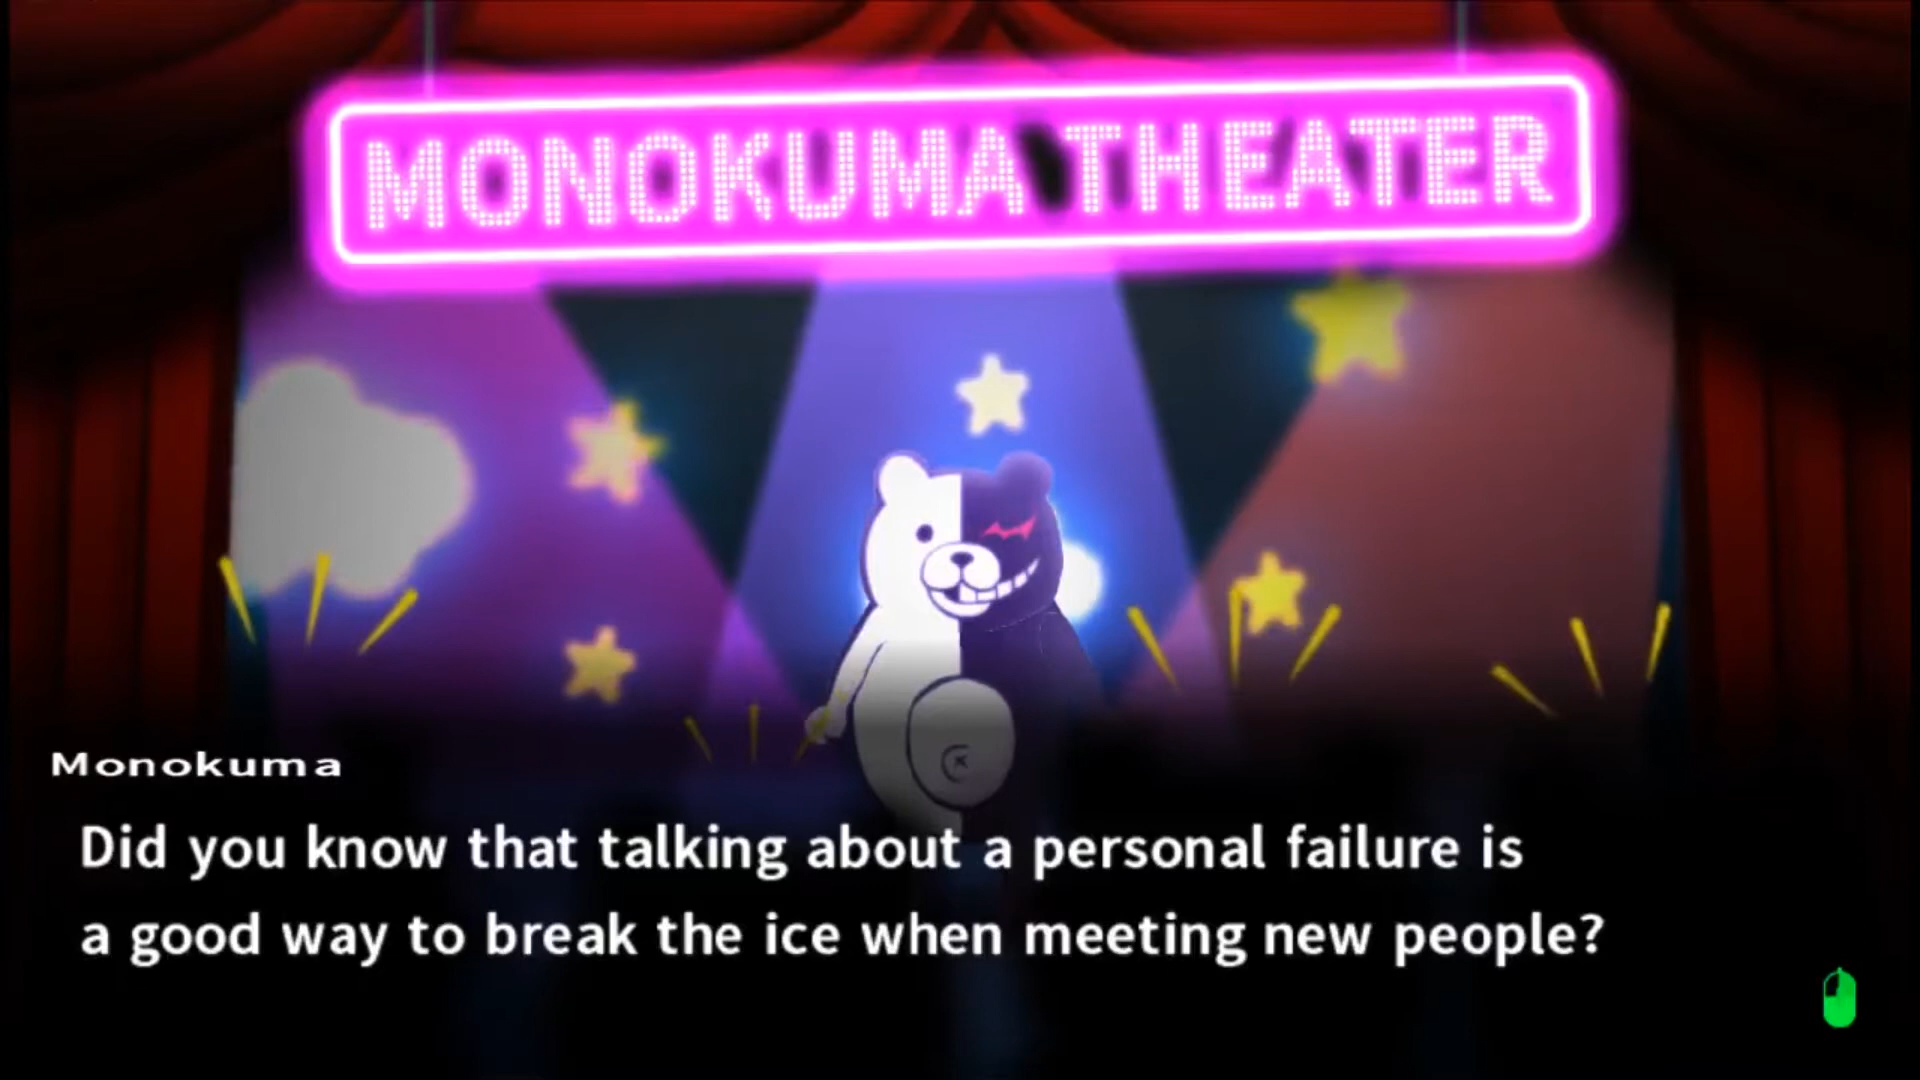 MONOKUMA THEATER
Monokuma
Did you know that talking about a personal failure is
a good way to break the ice when meeting new people?